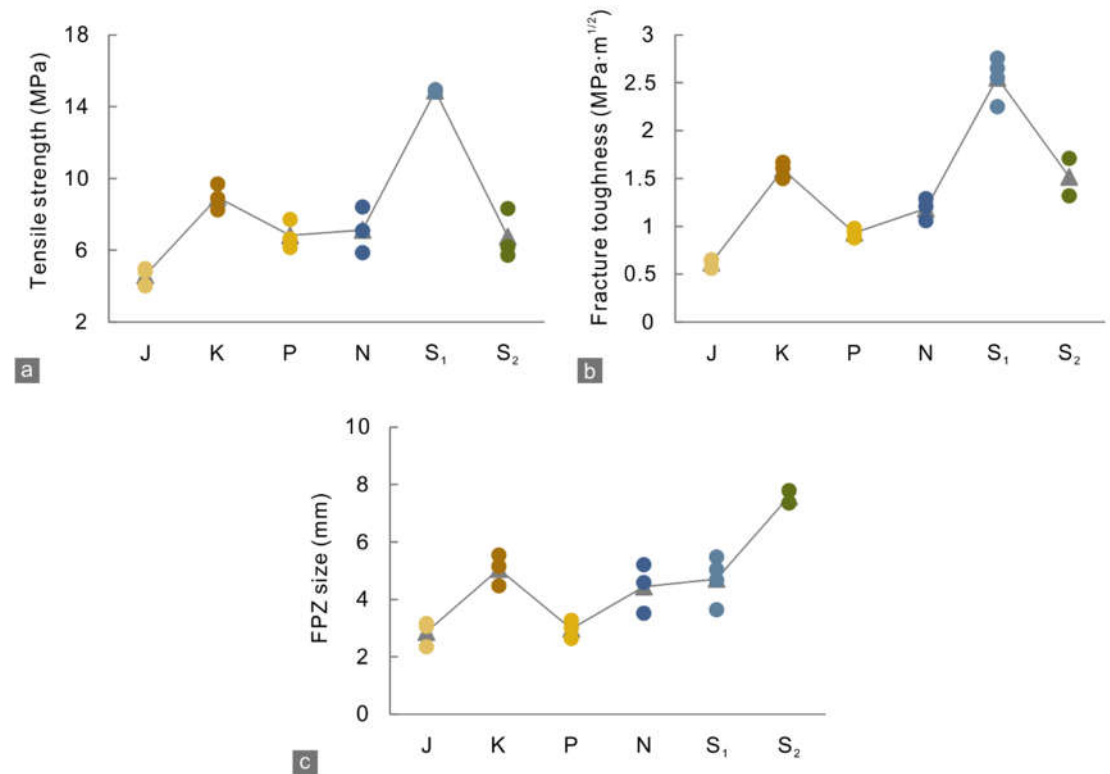 Tensile strength (MPa)
18
14
10
6
2
J K P N S₁ S₂
a
Fracture toughness (MPa·m^1/2)
3
2.5
2
1.5
1
0.5
0
J K P N S₁ S₂
b
FPZ size (mm)
10
8
6
4
2
0
J K P N S₁ S₂
c